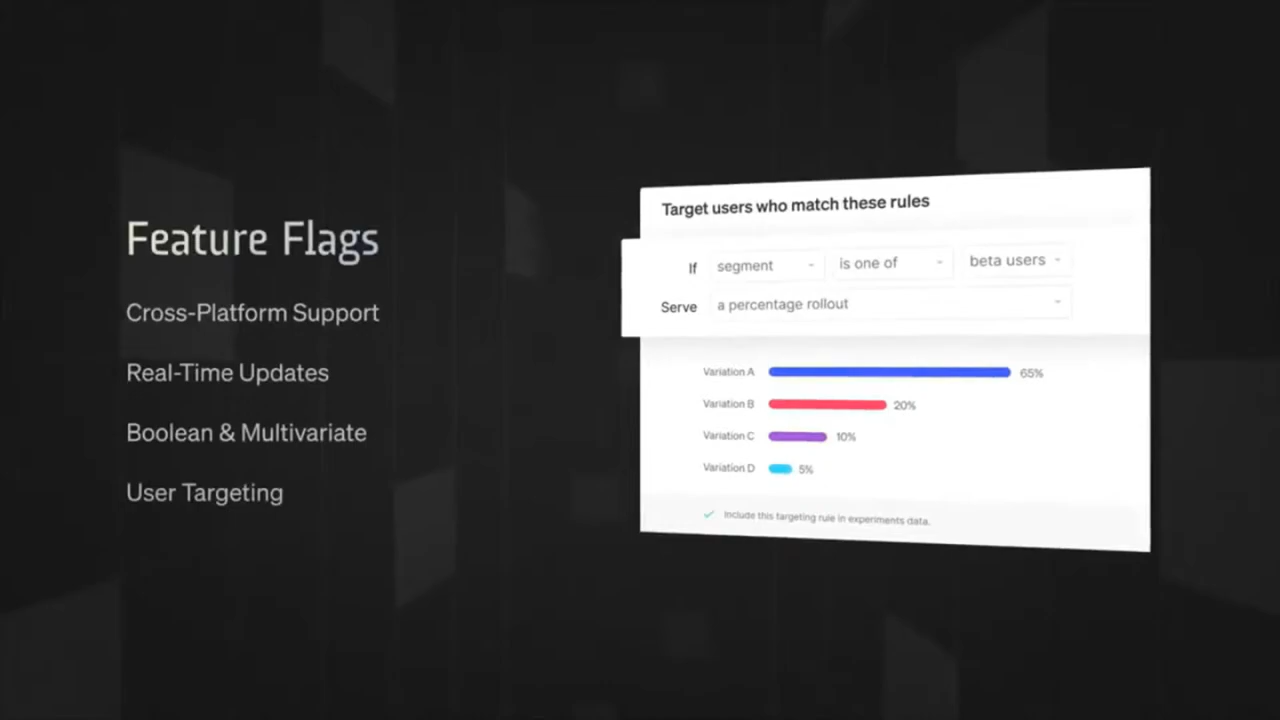 Feature Flags
Cross-Platform Support
Real-Time Updates
Boolean & Multivariate
User Targeting
Target users who match these rules
If segment is one of beta users
Serve a percentage rollout
Variation A 65%
Variation B 20%
Variation C 10%
Variation D 5%
Include this targeting rule in experiments data.